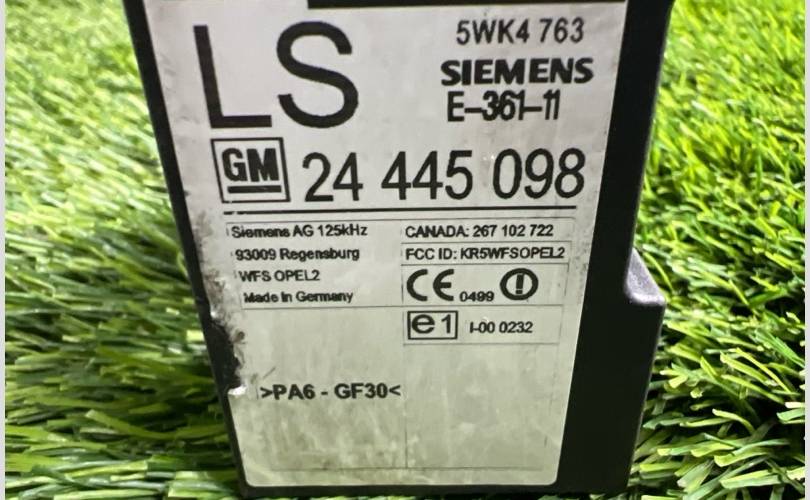 LS
5WK4 763
SIEMENS
E-361-11
GM 24 445 098
Siemens AG 125kHz
93009 Regensburg
WFS OPEL2
Made in Germany
CANADA: 267 102 722
FCC ID: KR5WFSOPEL2
CE 0499
e1 I-00 0232
>PA6 - GF30<